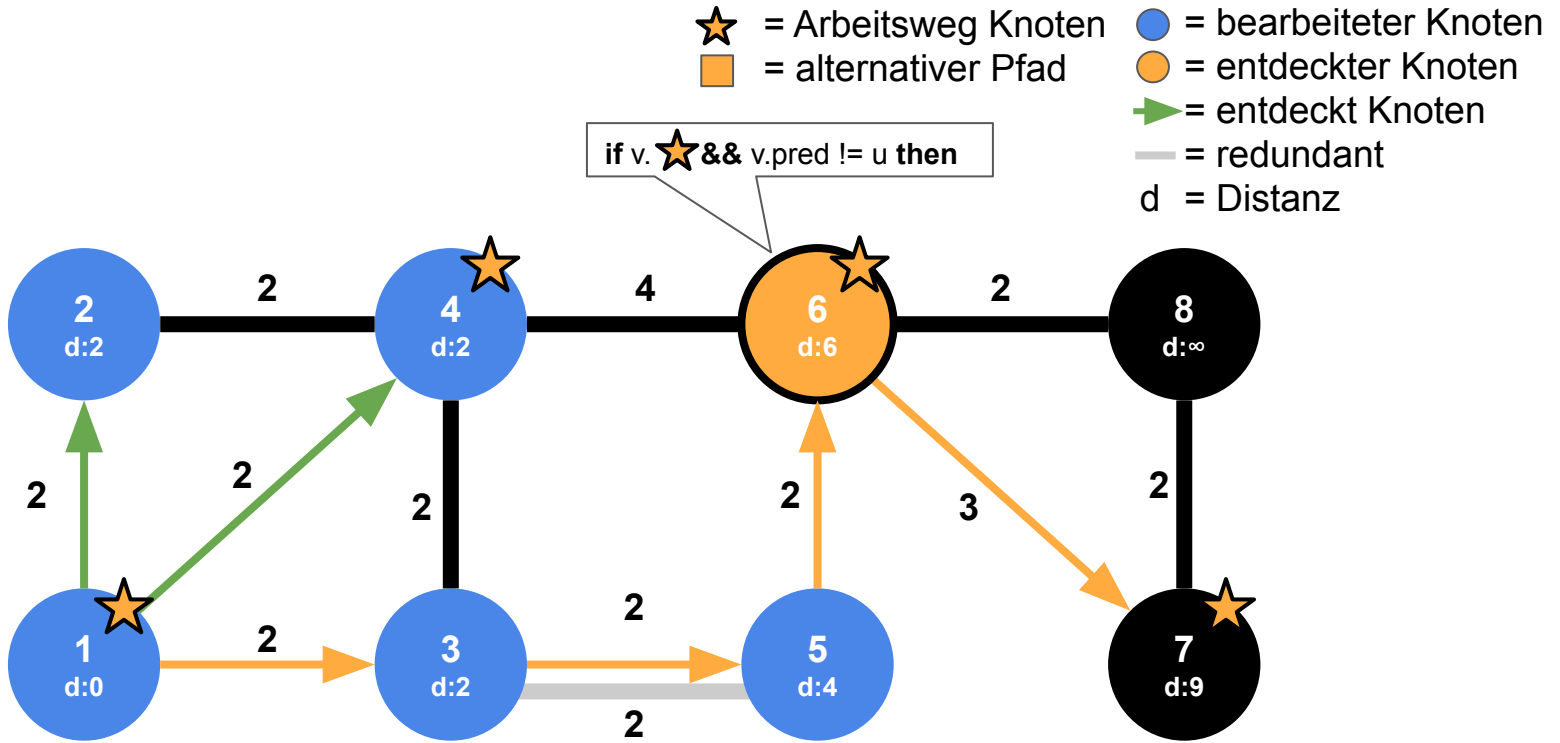 = Arbeitsweg Knoten
= alternativer Pfad
= bearbeiteter Knoten
= entdeckter Knoten
= entdeckt Knoten
= redundant
d = Distanz
if v. && v.pred != u then
2
4
2
2
d:2
4
d:2
6
d:6
8
d:∞
2
2
2
2
3
2
2
2
1
d:0
3
d:2
5
d:4
7
d:9
2